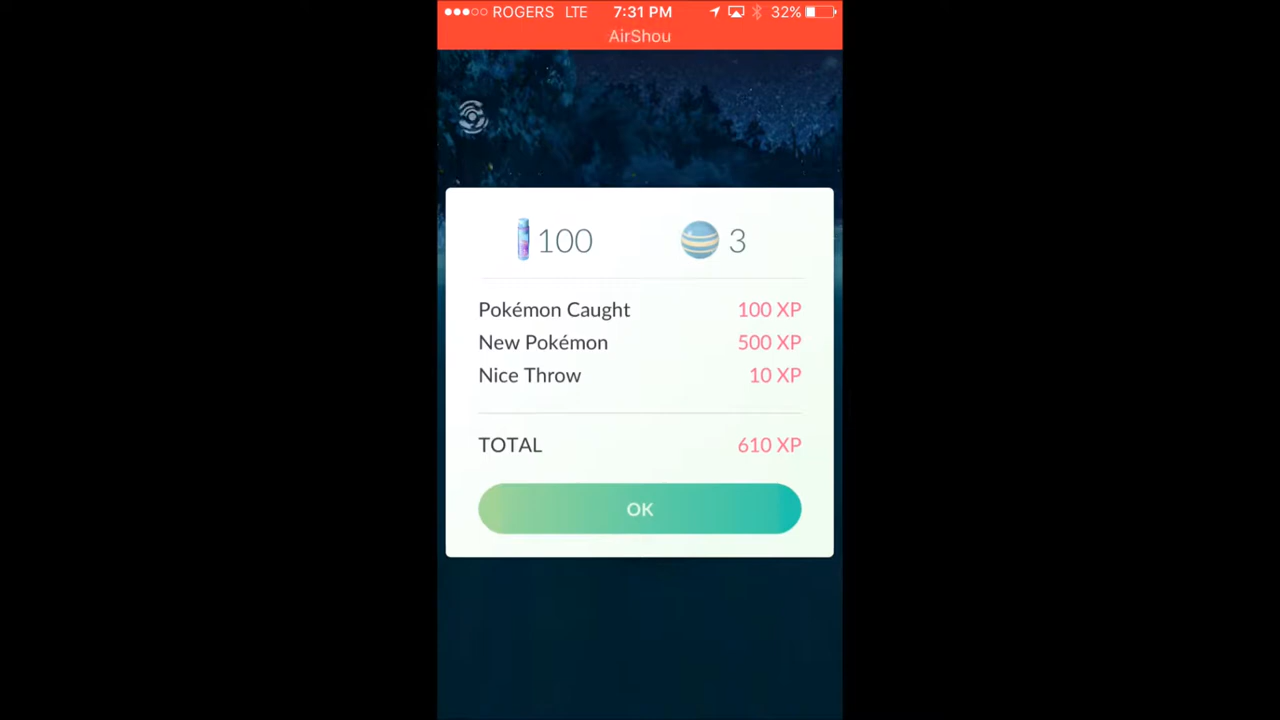 ROGERS LTE 7:31 PM 32%
AirShou
100 3
Pokémon Caught 100 XP
New Pokémon 500 XP
Nice Throw 10 XP
TOTAL 610 XP
OK